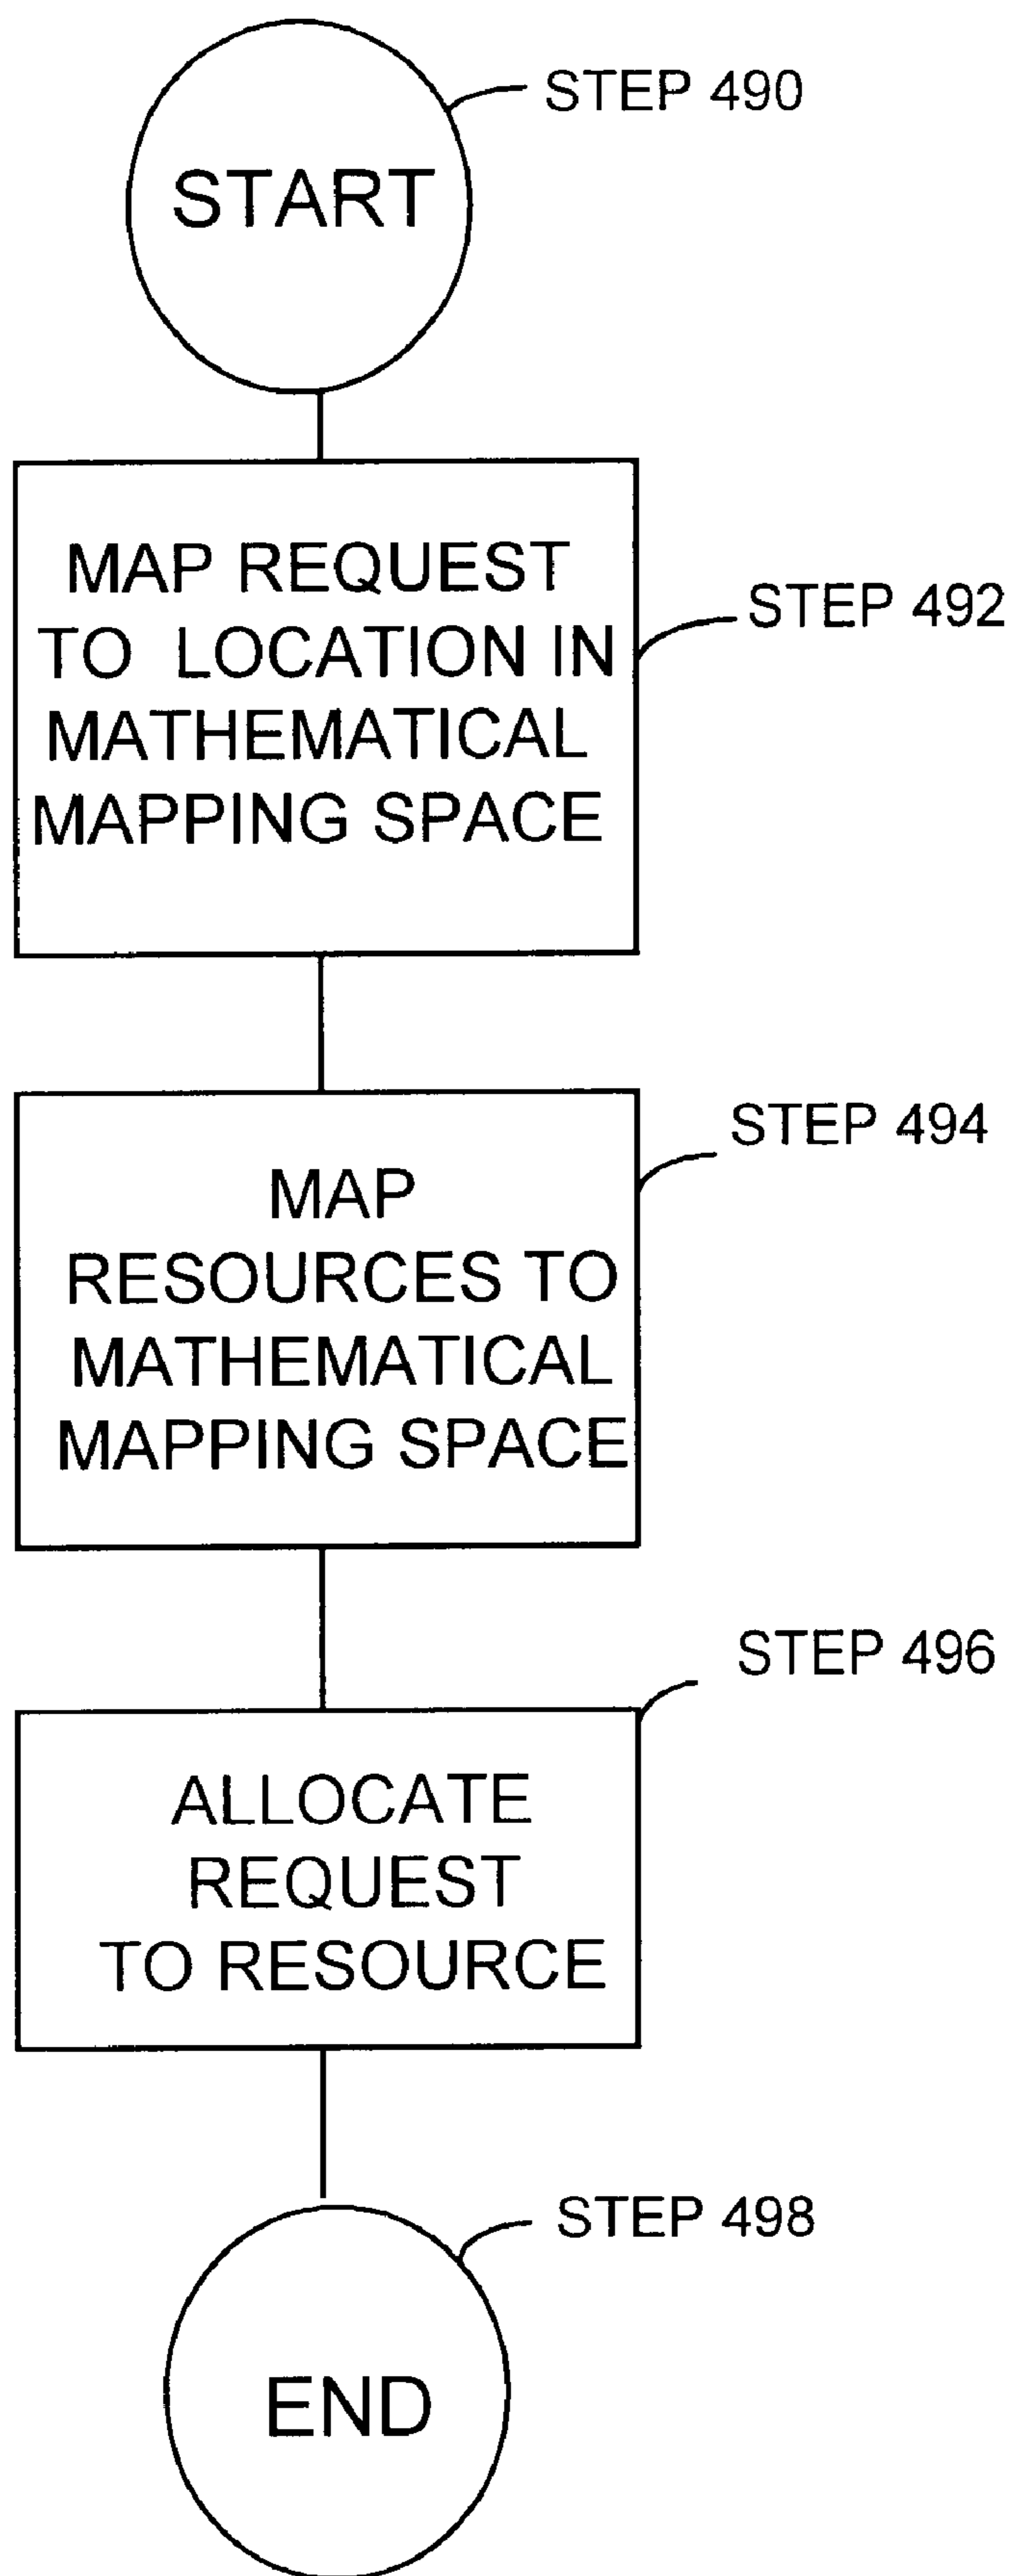 STEP 490
START
MAP REQUEST
TO LOCATION IN
MATHEMATICAL
MAPPING SPACE
STEP 492
MAP
RESOURCES TO
MATHEMATICAL
MAPPING SPACE
STEP 494
ALLOCATE
REQUEST
TO RESOURCE
STEP 496
STEP 498
END